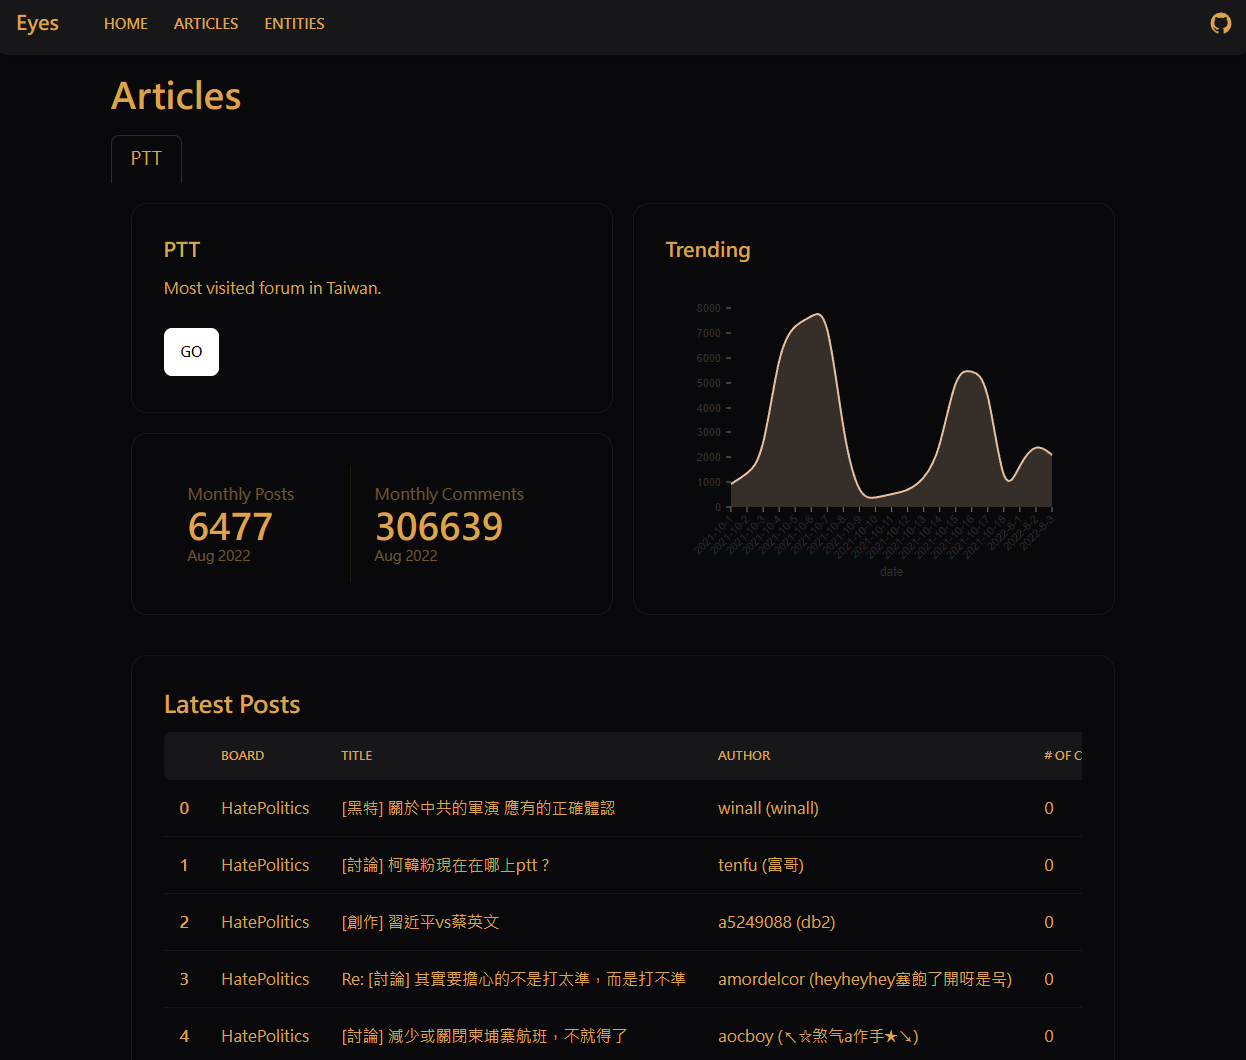 Eyes HOME ARTICLES ENTITIES
Articles
PTT
PTT
Most visited forum in Taiwan.
GO
Monthly Posts
6477
Aug 2022
Monthly Comments
306639
Aug 2022
Trending
8000
7000
6000
5000
4000
3000
2000
1000
0
2021-10-1
2021-10-2
2021-10-3
2021-10-4
2021-10-5
2021-10-6
2021-10-7
2021-10-8
2021-10-9
2021-10-10
2021-10-11
2021-10-12
2021-10-13
2021-10-14
2021-10-15
2021-10-16
2021-10-17
2021-10-18
2022-8-1
2022-8-2
2022-8-3
date
Latest Posts
BOARD TITLE AUTHOR # OF C
0 HatePolitics [黑特] 關於中共的軍演 應有的正確體認 winall (winall) 0
1 HatePolitics [討論] 柯韓粉現在在哪上ptt？ tenfu (富哥) 0
2 HatePolitics [創作] 習近平vs蔡英文 a5249088 (db2) 0
3 HatePolitics Re: [討論] 其實要擔心的不是打太準，而是打不準 amordelcor (heyheyhey塞飽了開呀是욱) 0
4 HatePolitics [討論] 減少或關閉柬埔寨航班，不就得了 aocboy (↖☆煞气a作手★↘) 0